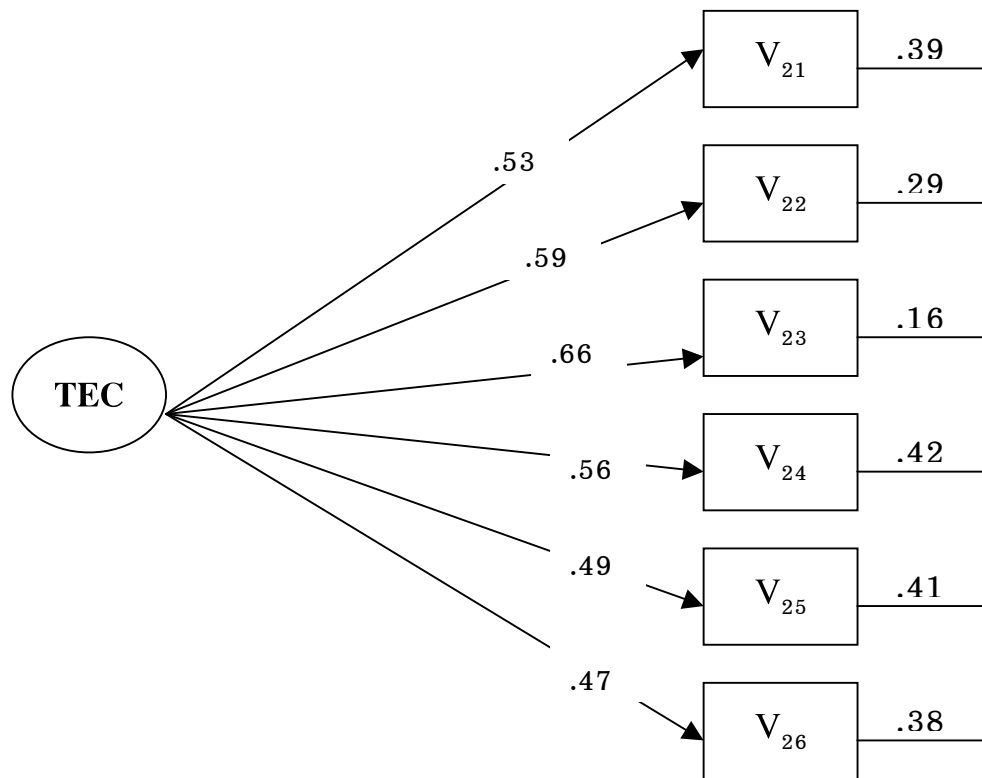 V21 .39
.53
V22 .29
.59
V23 .16
.66
TEC
V24 .42
.56
V25 .41
.49
V26 .38
.47